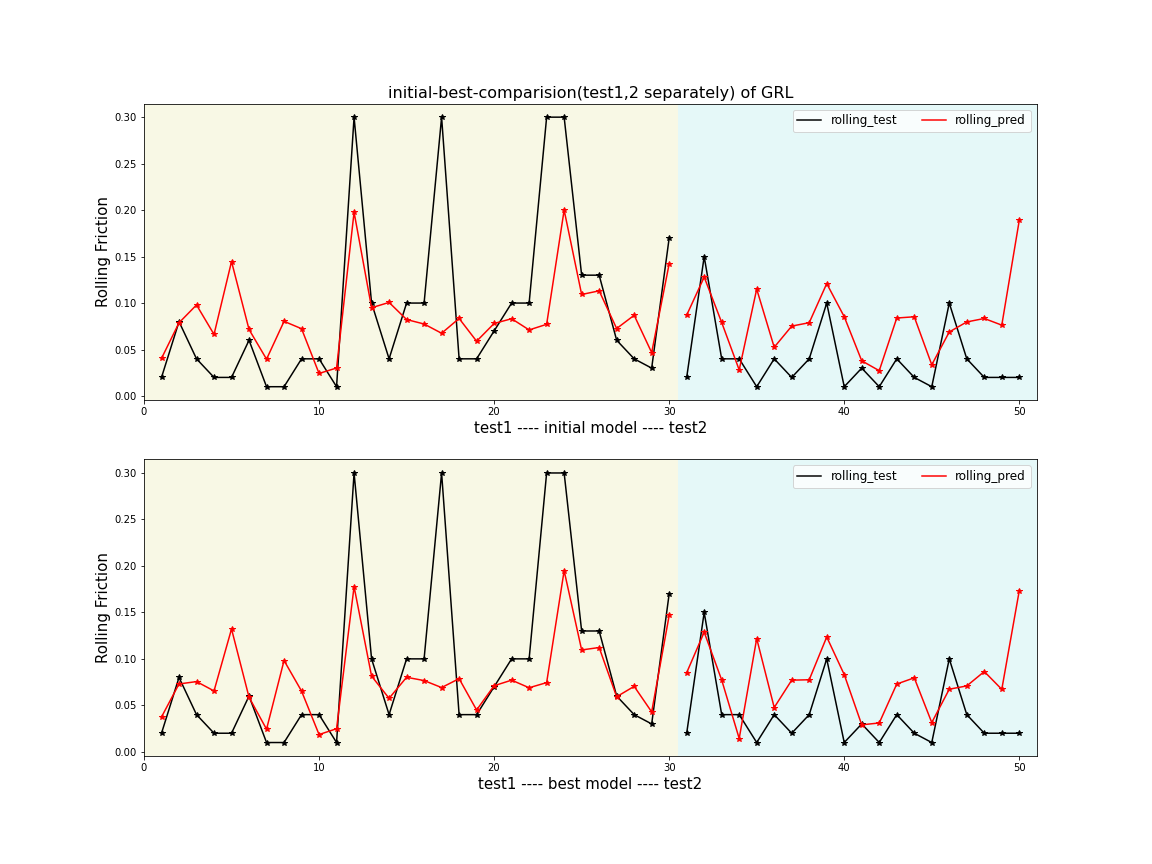 initial-best-comparision(test1,2 separately) of GRL
rolling_test rolling_pred
Rolling Friction
0.30
0.25
0.20
0.15
0.10
0.05
0.00
0 10 20 30 40 50
test1 ---- initial model ---- test2
rolling_test rolling_pred
Rolling Friction
0.30
0.25
0.20
0.15
0.10
0.05
0.00
0 10 20 30 40 50
test1 ---- best model ---- test2